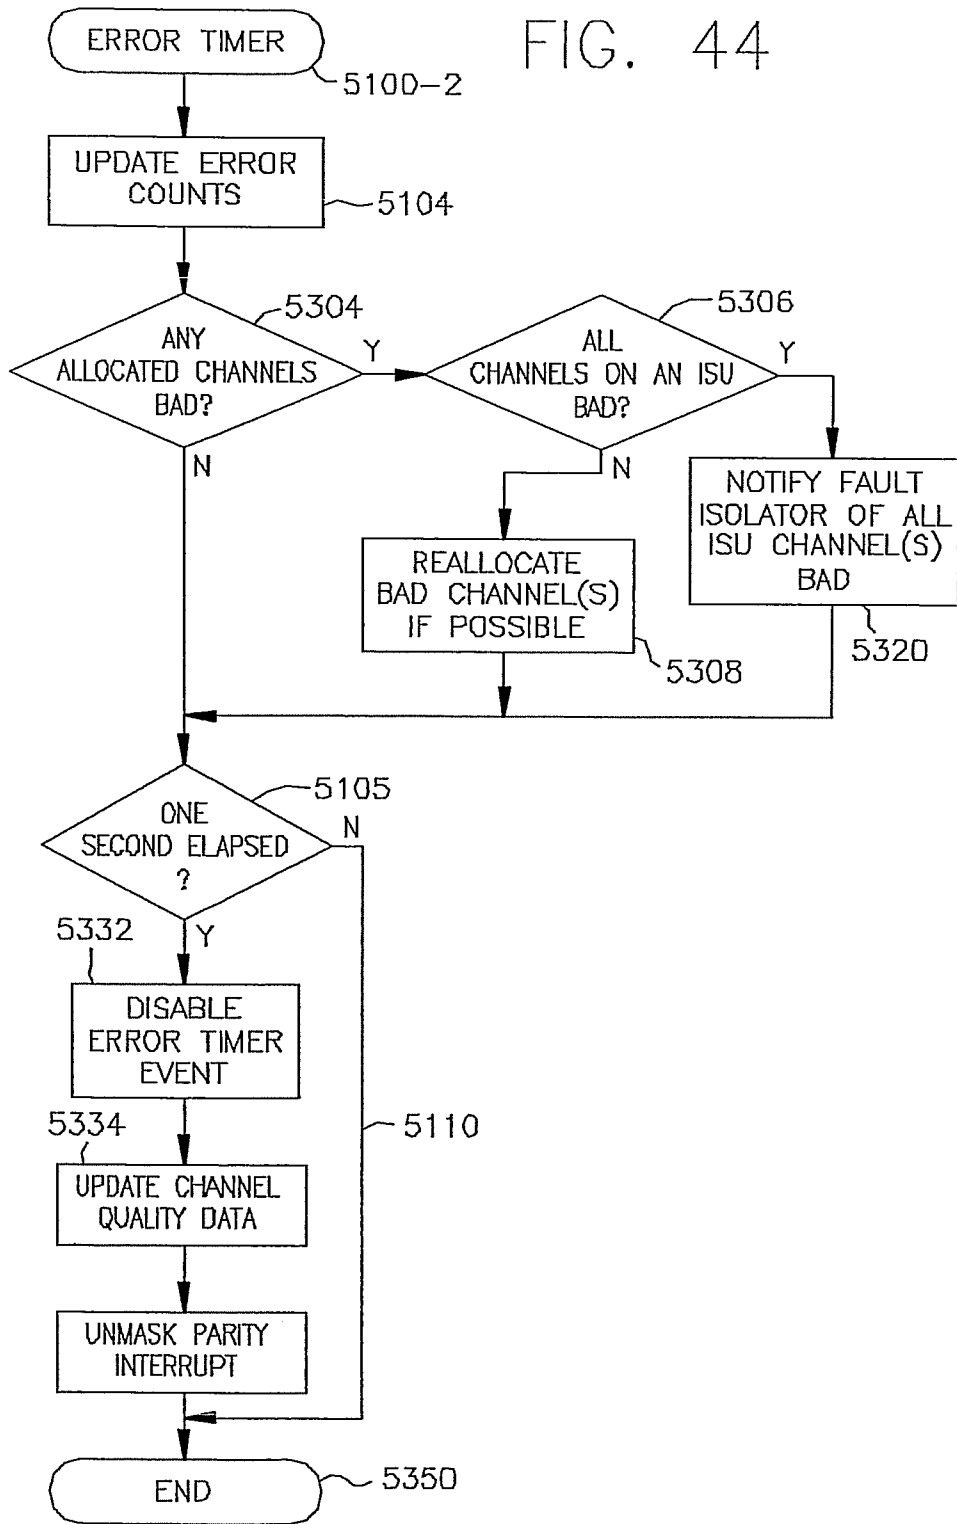 FIG. 44
ERROR TIMER
5100-2
UPDATE ERROR
COUNTS
5104
5304
ANY
ALLOCATED CHANNELS
BAD?
Y
N
5306
ALL
CHANNELS ON AN ISU
BAD?
Y
N
NOTIFY FAULT
ISOLATOR OF ALL
ISU CHANNEL(S)
BAD
5320
REALLOCATE
BAD CHANNEL(S)
IF POSSIBLE
5308
5105
ONE
SECOND ELAPSED
?
N
Y
5332
DISABLE
ERROR TIMER
EVENT
5110
5334
UPDATE CHANNEL
QUALITY DATA
UNMASK PARITY
INTERRUPT
END
5350